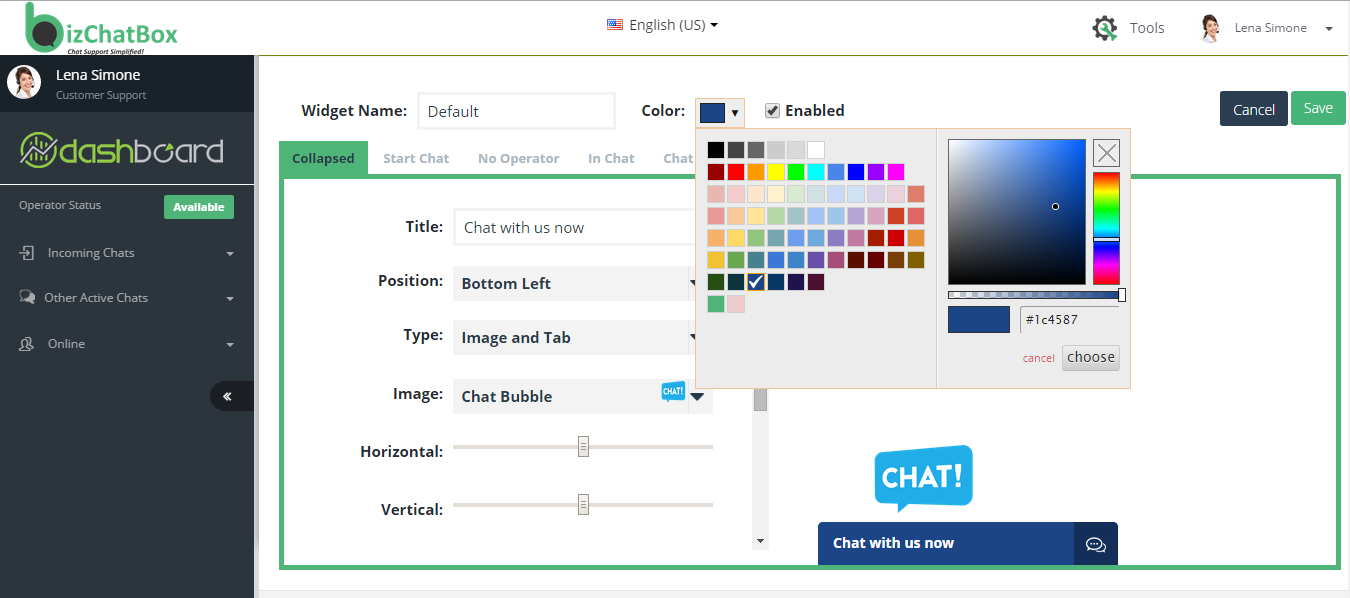 bizChatBox
Chat Support Simplified!
English (US)
Tools
Lena Simone
Lena Simone
Customer Support
dashboard
Operator Status
Available
Incoming Chats
Other Active Chats
Online
«
Widget Name:
Default
Color:
Enabled
Cancel
Save
Collapsed
Start Chat
No Operator
In Chat
Chat
Title:
Chat with us now
Position:
Bottom Left
Type:
Image and Tab
Image:
Chat Bubble
CHAT!
Horizontal:
Vertical:
#1c4587
cancel
choose
CHAT!
Chat with us now